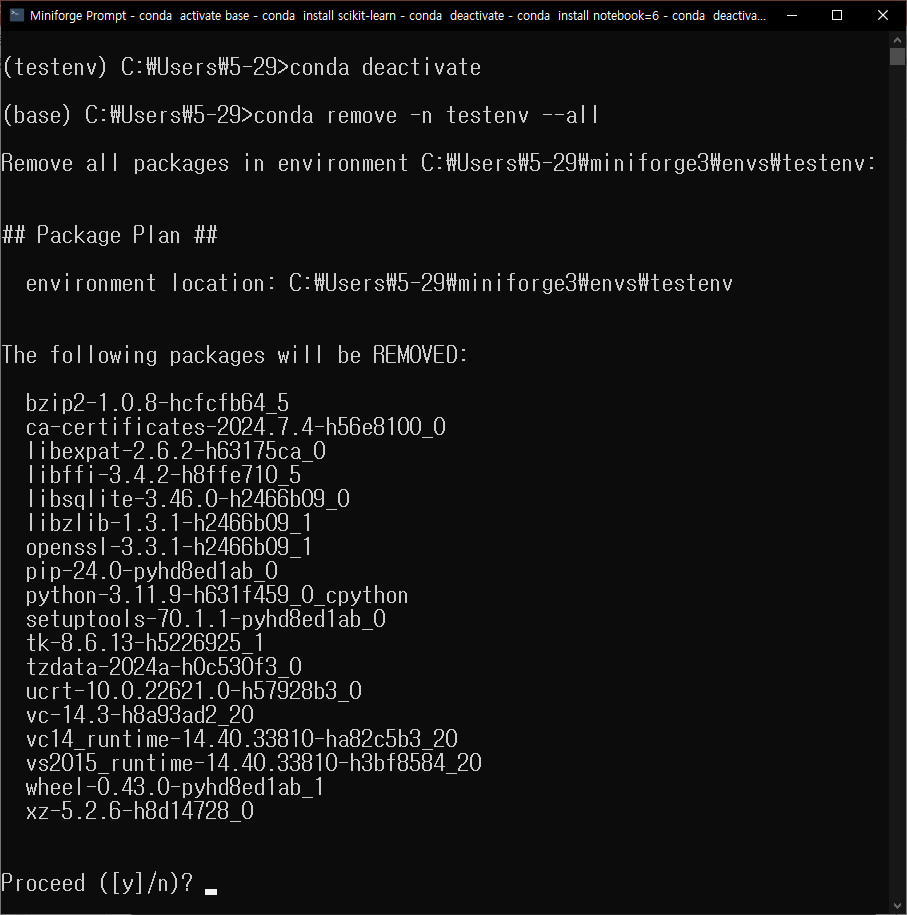 Miniforge Prompt - conda  activate base - conda  install scikit-learn - conda  deactivate - conda  install notebook=6 - conda  deactiva...
(testenv) C:₩Users₩5-29>conda deactivate
(base) C:₩Users₩5-29>conda remove -n testenv --all
Remove all packages in environment C:₩Users₩5-29₩miniforge3₩envs₩testenv:
## Package Plan ##
environment location: C:₩Users₩5-29₩miniforge3₩envs₩testenv
The following packages will be REMOVED:
bzip2-1.0.8-hcfcfb64_5
ca-certificates-2024.7.4-h56e8100_0
libexpat-2.6.2-h63175ca_0
libffi-3.4.2-h8ffe710_5
libsqlite-3.46.0-h2466b09_0
libzlib-1.3.1-h2466b09_1
openssl-3.3.1-h2466b09_1
pip-24.0-pyhd8ed1ab_0
python-3.11.9-h631f459_0_cpython
setuptools-70.1.1-pyhd8ed1ab_0
tk-8.6.13-h5226925_1
tzdata-2024a-h0c530f3_0
ucrt-10.0.22621.0-h57928b3_0
vc-14.3-h8a93ad2_20
vc14_runtime-14.40.33810-ha82c5b3_20
vs2015_runtime-14.40.33810-h3bf8584_20
wheel-0.43.0-pyhd8ed1ab_1
xz-5.2.6-h8d14728_0
Proceed ([y]/n)?